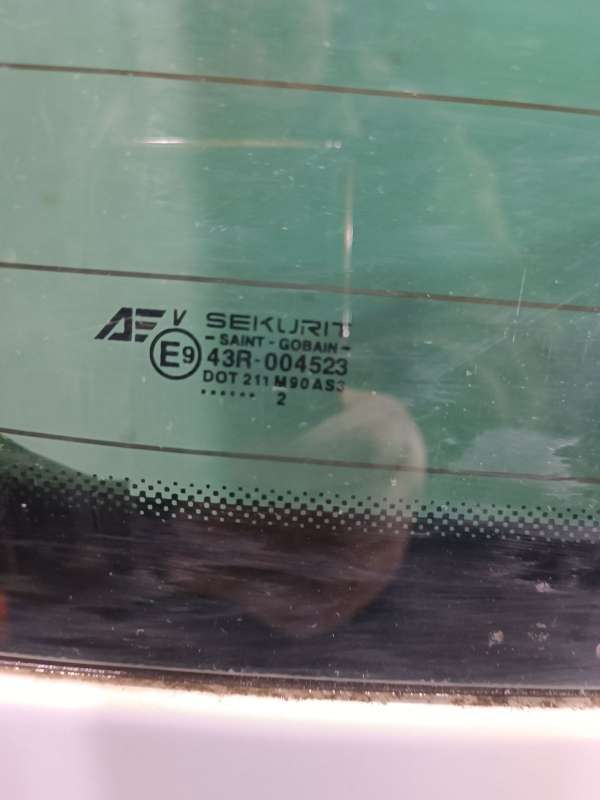 AE V SEKURIT
- SAINT - GOBAIN -
E9 43R-004523
DOT 211 M90 AS3
...... 2